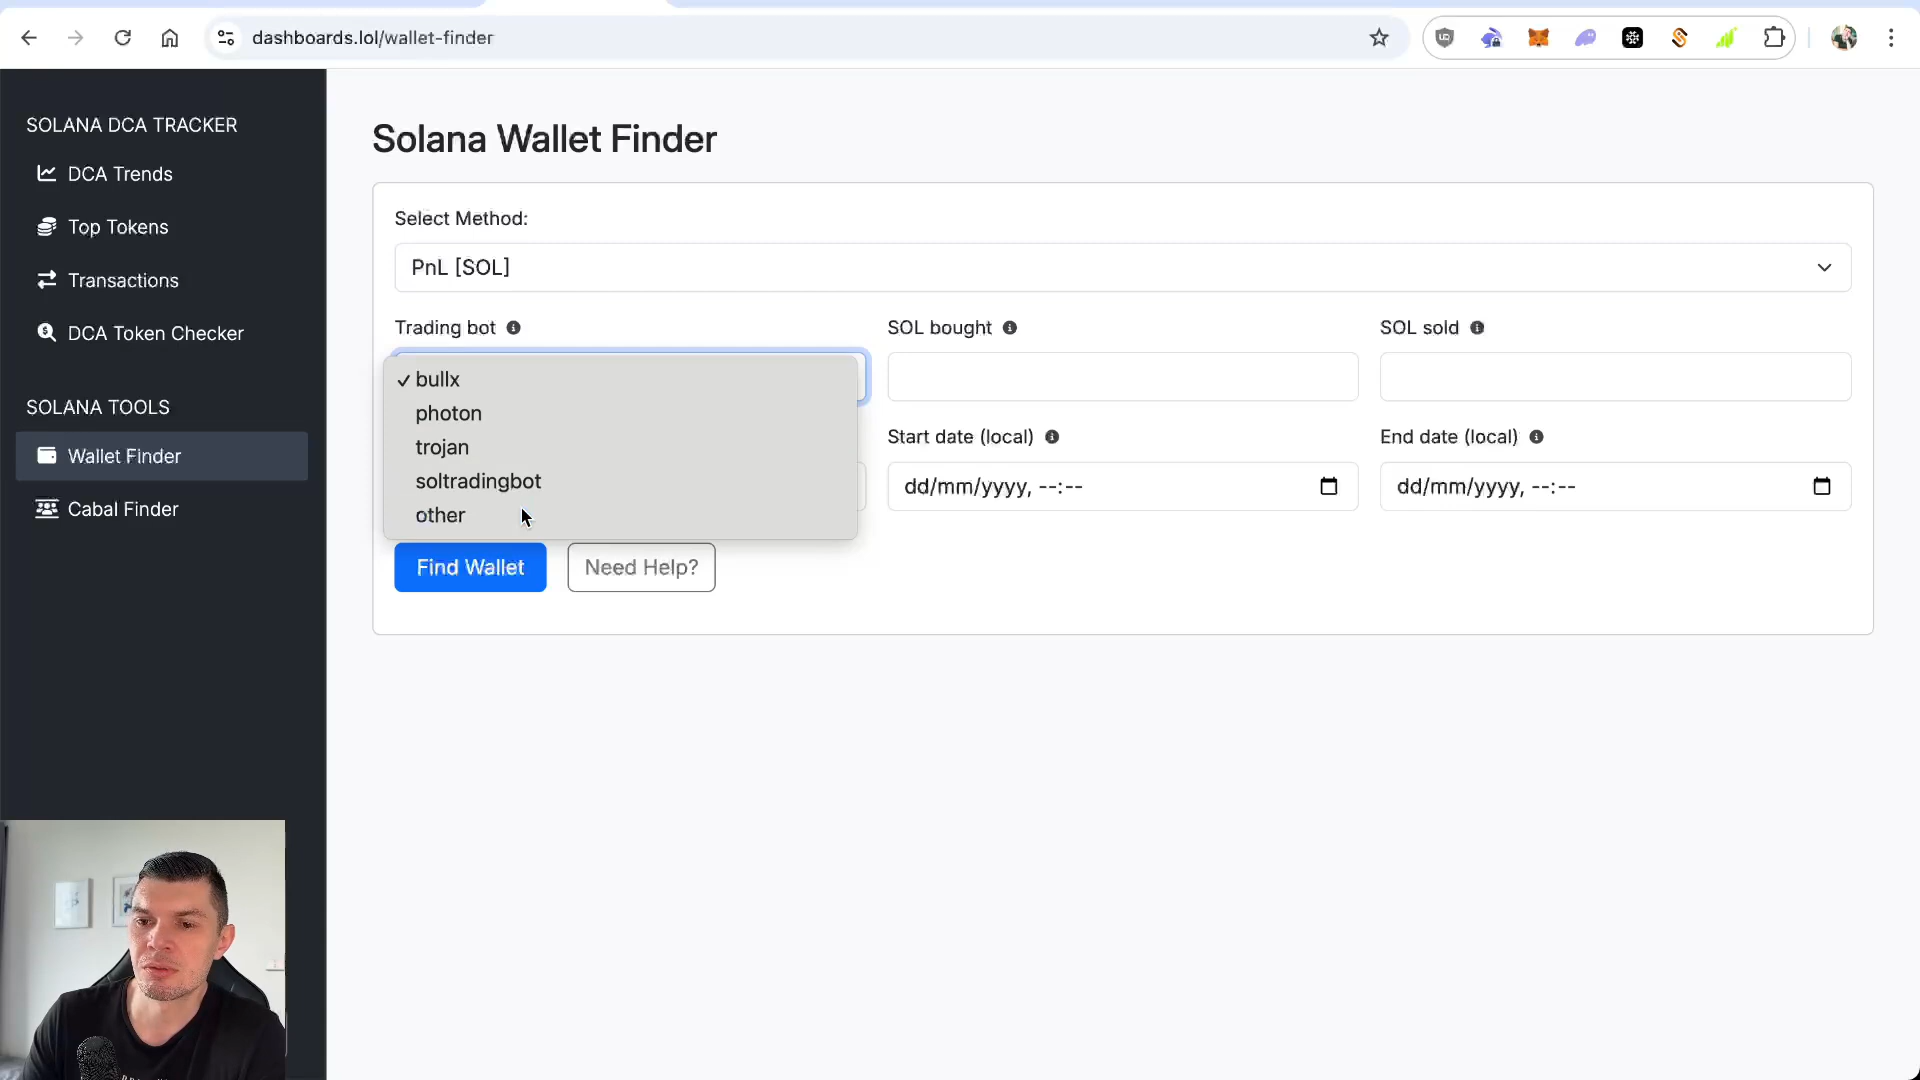 dashboards.lol/wallet-finder
SOLANA DCA TRACKER
DCA Trends
Top Tokens
Transactions
DCA Token Checker
SOLANA TOOLS
Wallet Finder
Cabal Finder
Solana Wallet Finder
Select Method:
PnL [SOL]
Trading bot
SOL bought
SOL sold
✓ bullx
photon
trojan
soltradingbot
other
Start date (local)
End date (local)
dd/mm/yyyy, --:--
dd/mm/yyyy, --:--
Find Wallet
Need Help?